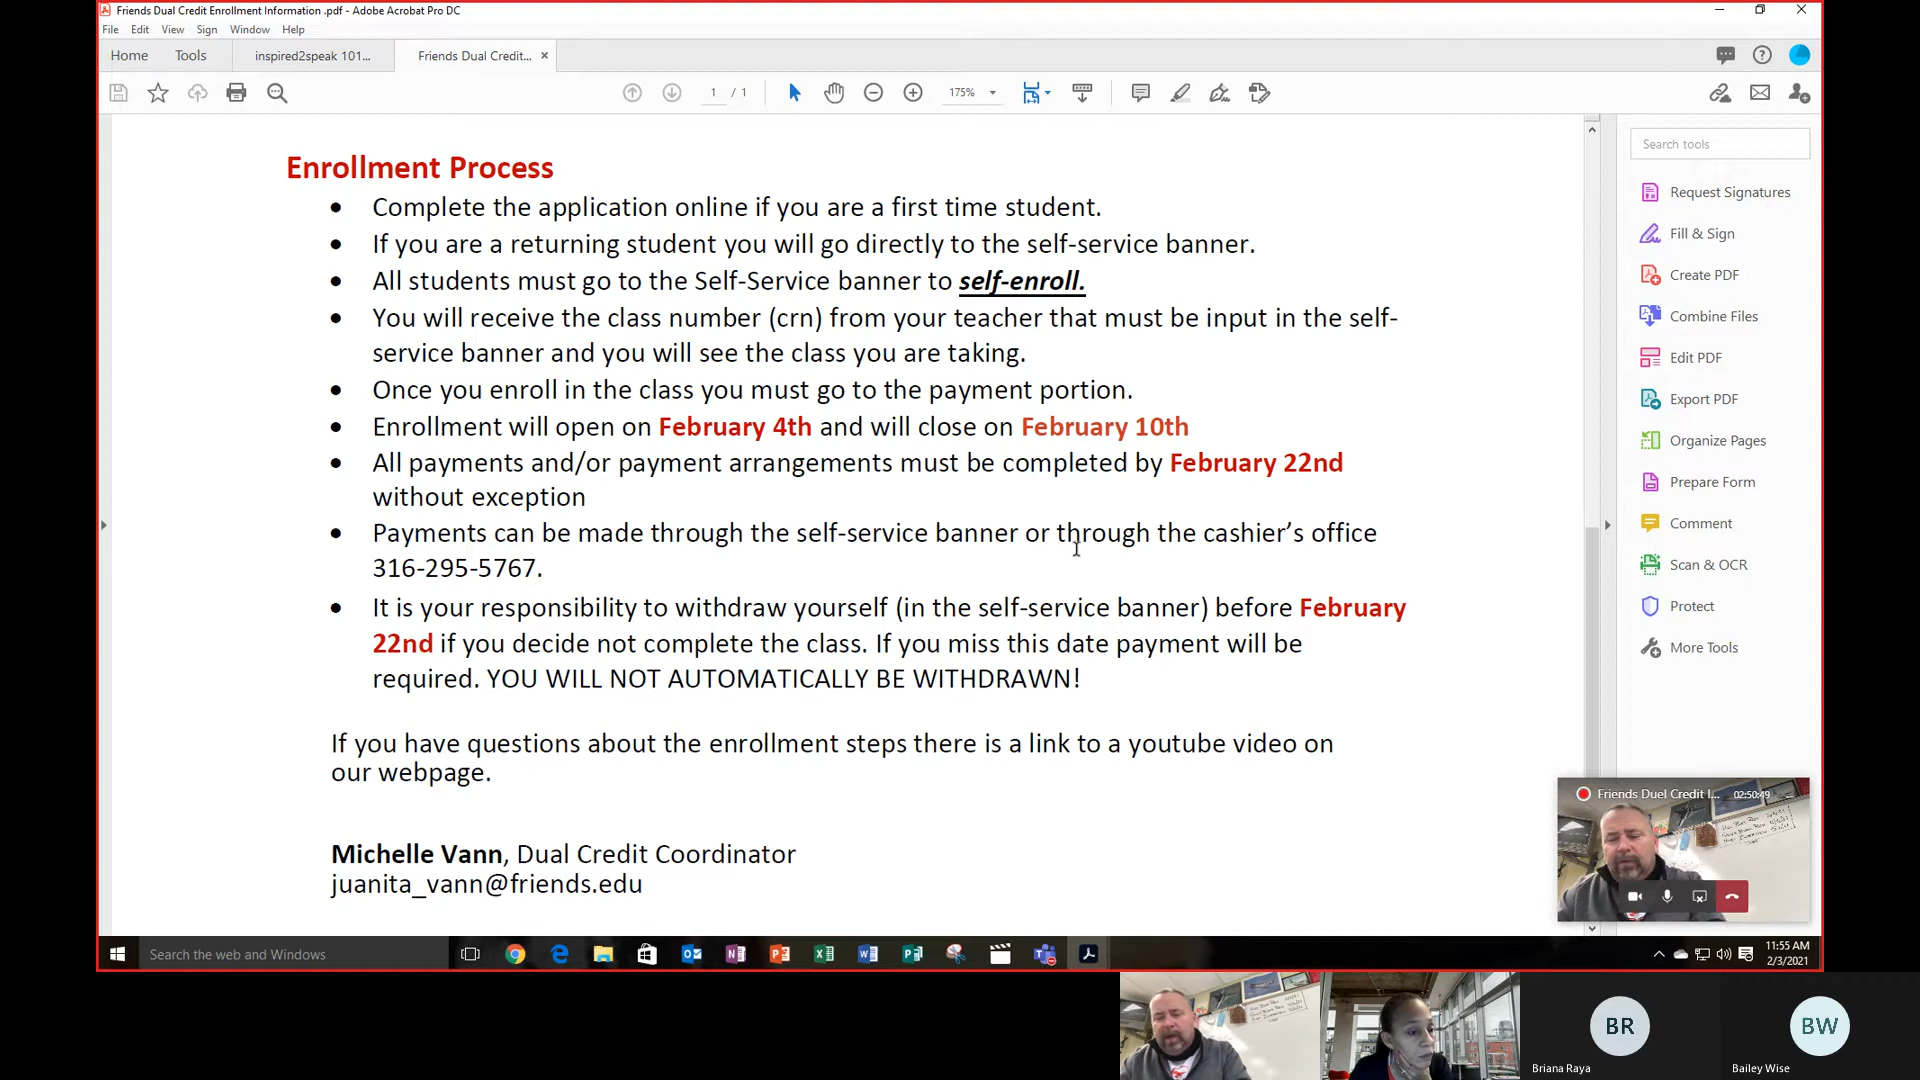 Friends Dual Credit Enrollment Information .pdf - Adobe Acrobat Pro DC
File Edit View Sign Window Help
Home Tools inspired2speak 101... Friends Dual Credit... ×
1 / 1 175%
Search tools
Request Signatures
Fill & Sign
Create PDF
Combine Files
Edit PDF
Export PDF
Organize Pages
Prepare Form
Comment
Scan & OCR
Protect
More Tools
Enrollment Process
• Complete the application online if you are a first time student.
• If you are a returning student you will go directly to the self-service banner.
• All students must go to the Self-Service banner to self-enroll.
• You will receive the class number (crn) from your teacher that must be input in the self-
service banner and you will see the class you are taking.
• Once you enroll in the class you must go to the payment portion.
• Enrollment will open on February 4th and will close on February 10th
• All payments and/or payment arrangements must be completed by February 22nd
without exception
• Payments can be made through the self-service banner or through the cashier’s office
316-295-5767.
• It is your responsibility to withdraw yourself (in the self-service banner) before February
22nd if you decide not complete the class. If you miss this date payment will be
required. YOU WILL NOT AUTOMATICALLY BE WITHDRAWN!
If you have questions about the enrollment steps there is a link to a youtube video on
our webpage.
Michelle Vann, Dual Credit Coordinator
juanita_vann@friends.edu
Friends Duel Credit I... 02:50:49
Search the web and Windows
11:55 AM
2/3/2021
BR
Briana Raya
BW
Bailey Wise